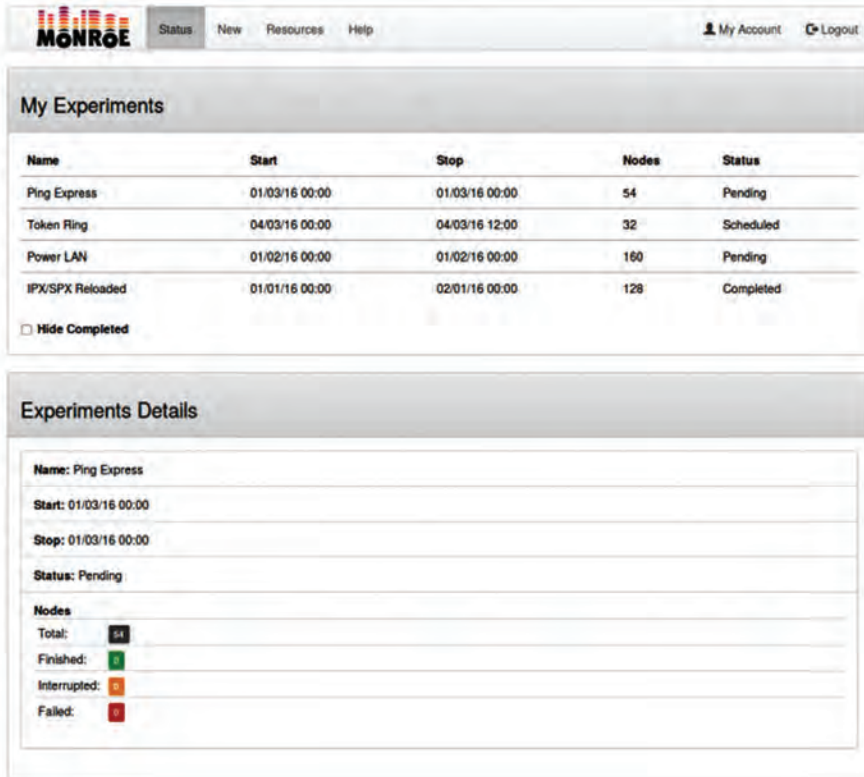 MONROE Status New Resources Help My Account Logout
My Experiments
Name Start Stop Nodes Status
Ping Express 01/03/16 00:00 01/03/16 00:00 54 Pending
Token Ring 04/03/16 00:00 04/03/16 12:00 32 Scheduled
Power LAN 01/02/16 00:00 01/02/16 00:00 160 Pending
IPX/SPX Reloaded 01/01/16 00:00 02/01/16 00:00 128 Completed
Hide Completed
Experiments Details
Name: Ping Express
Start: 01/03/16 00:00
Stop: 01/03/16 00:00
Status: Pending
Nodes
Total: 54
Finished: 0
Interrupted: 0
Failed: 0